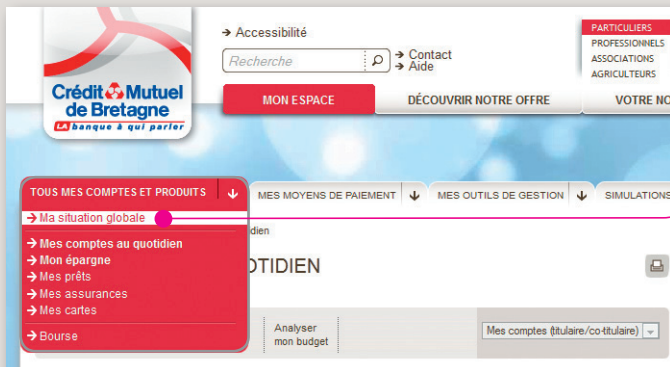 Accessibilité
Recherche
Contact
Aide
PARTICULIERS
PROFESSIONNELS
ASSOCIATIONS
AGRICULTEURS
Crédit Mutuel
de Bretagne
LA banque à qui parler
MON ESPACE
DÉCOUVRIR NOTRE OFFRE
VOTRE NO
TOUS MES COMPTES ET PRODUITS
MES MOYENS DE PAIEMENT
MES OUTILS DE GESTION
SIMULATIONS
Ma situation globale
dien
Mes comptes au quotidien
Mon épargne
Mes prêts
Mes assurances
Mes cartes
Bourse
OTIDIEN
Analyser
mon budget
Mes comptes (titulaire/co-titulaire)